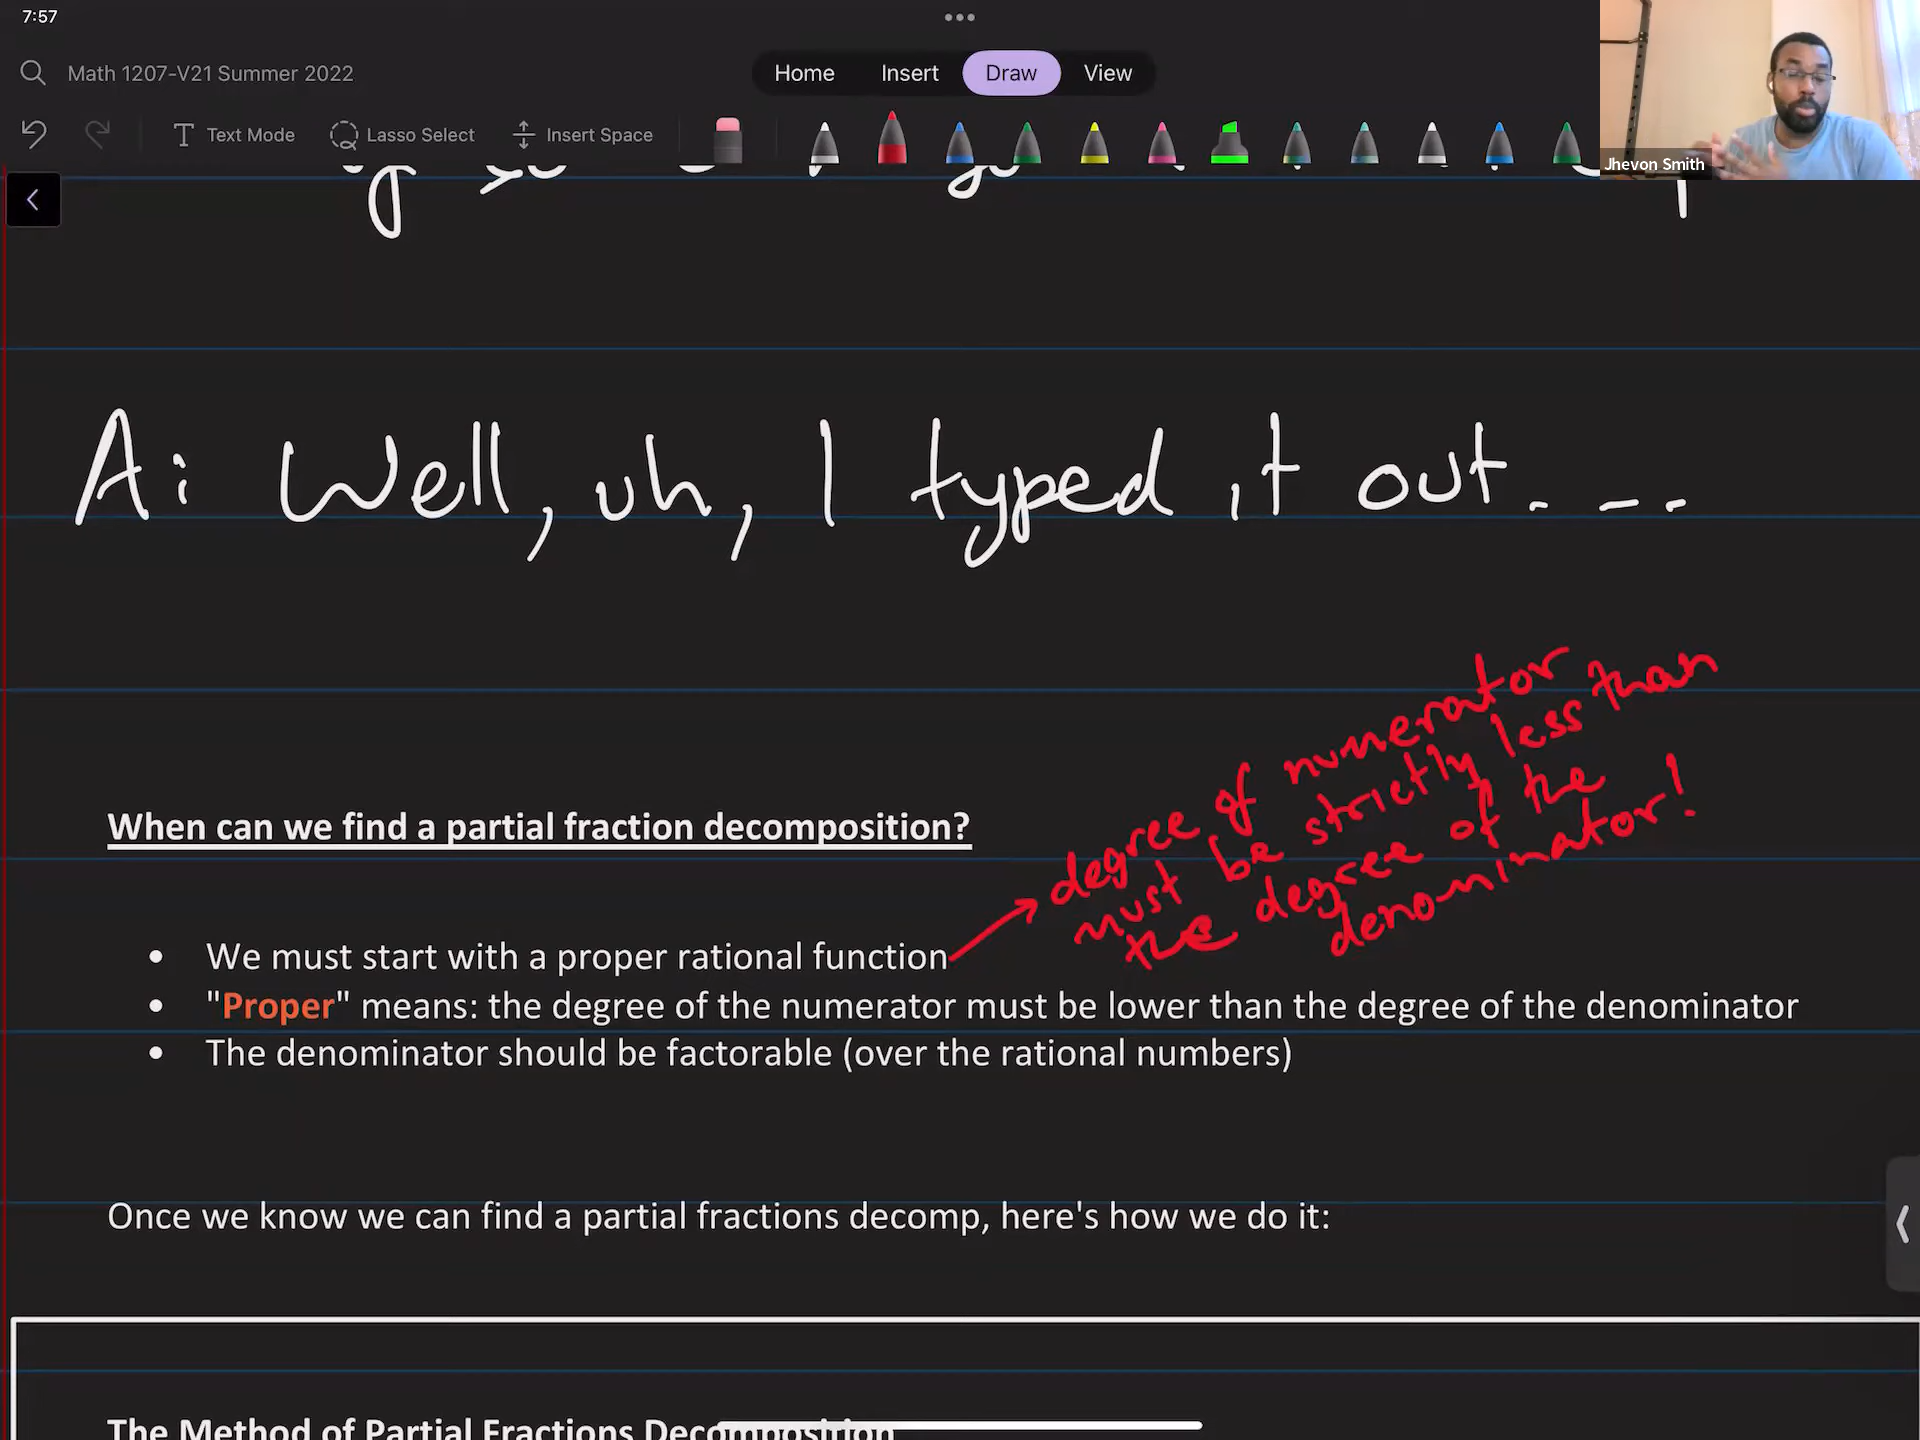 7:57
Math 1207-V21 Summer 2022
Home Insert Draw View
Text Mode Lasso Select Insert Space
Jhevon Smith
A: Well, uh, I typed it out. ...
degree of numerator
must be strictly less than
the degree of the
denominator!
When can we find a partial fraction decomposition?
• We must start with a proper rational function
• "Proper" means: the degree of the numerator must be lower than the degree of the denominator
• The denominator should be factorable (over the rational numbers)
Once we know we can find a partial fractions decomp, here's how we do it:
The Method of Partial Fractions Decomposition